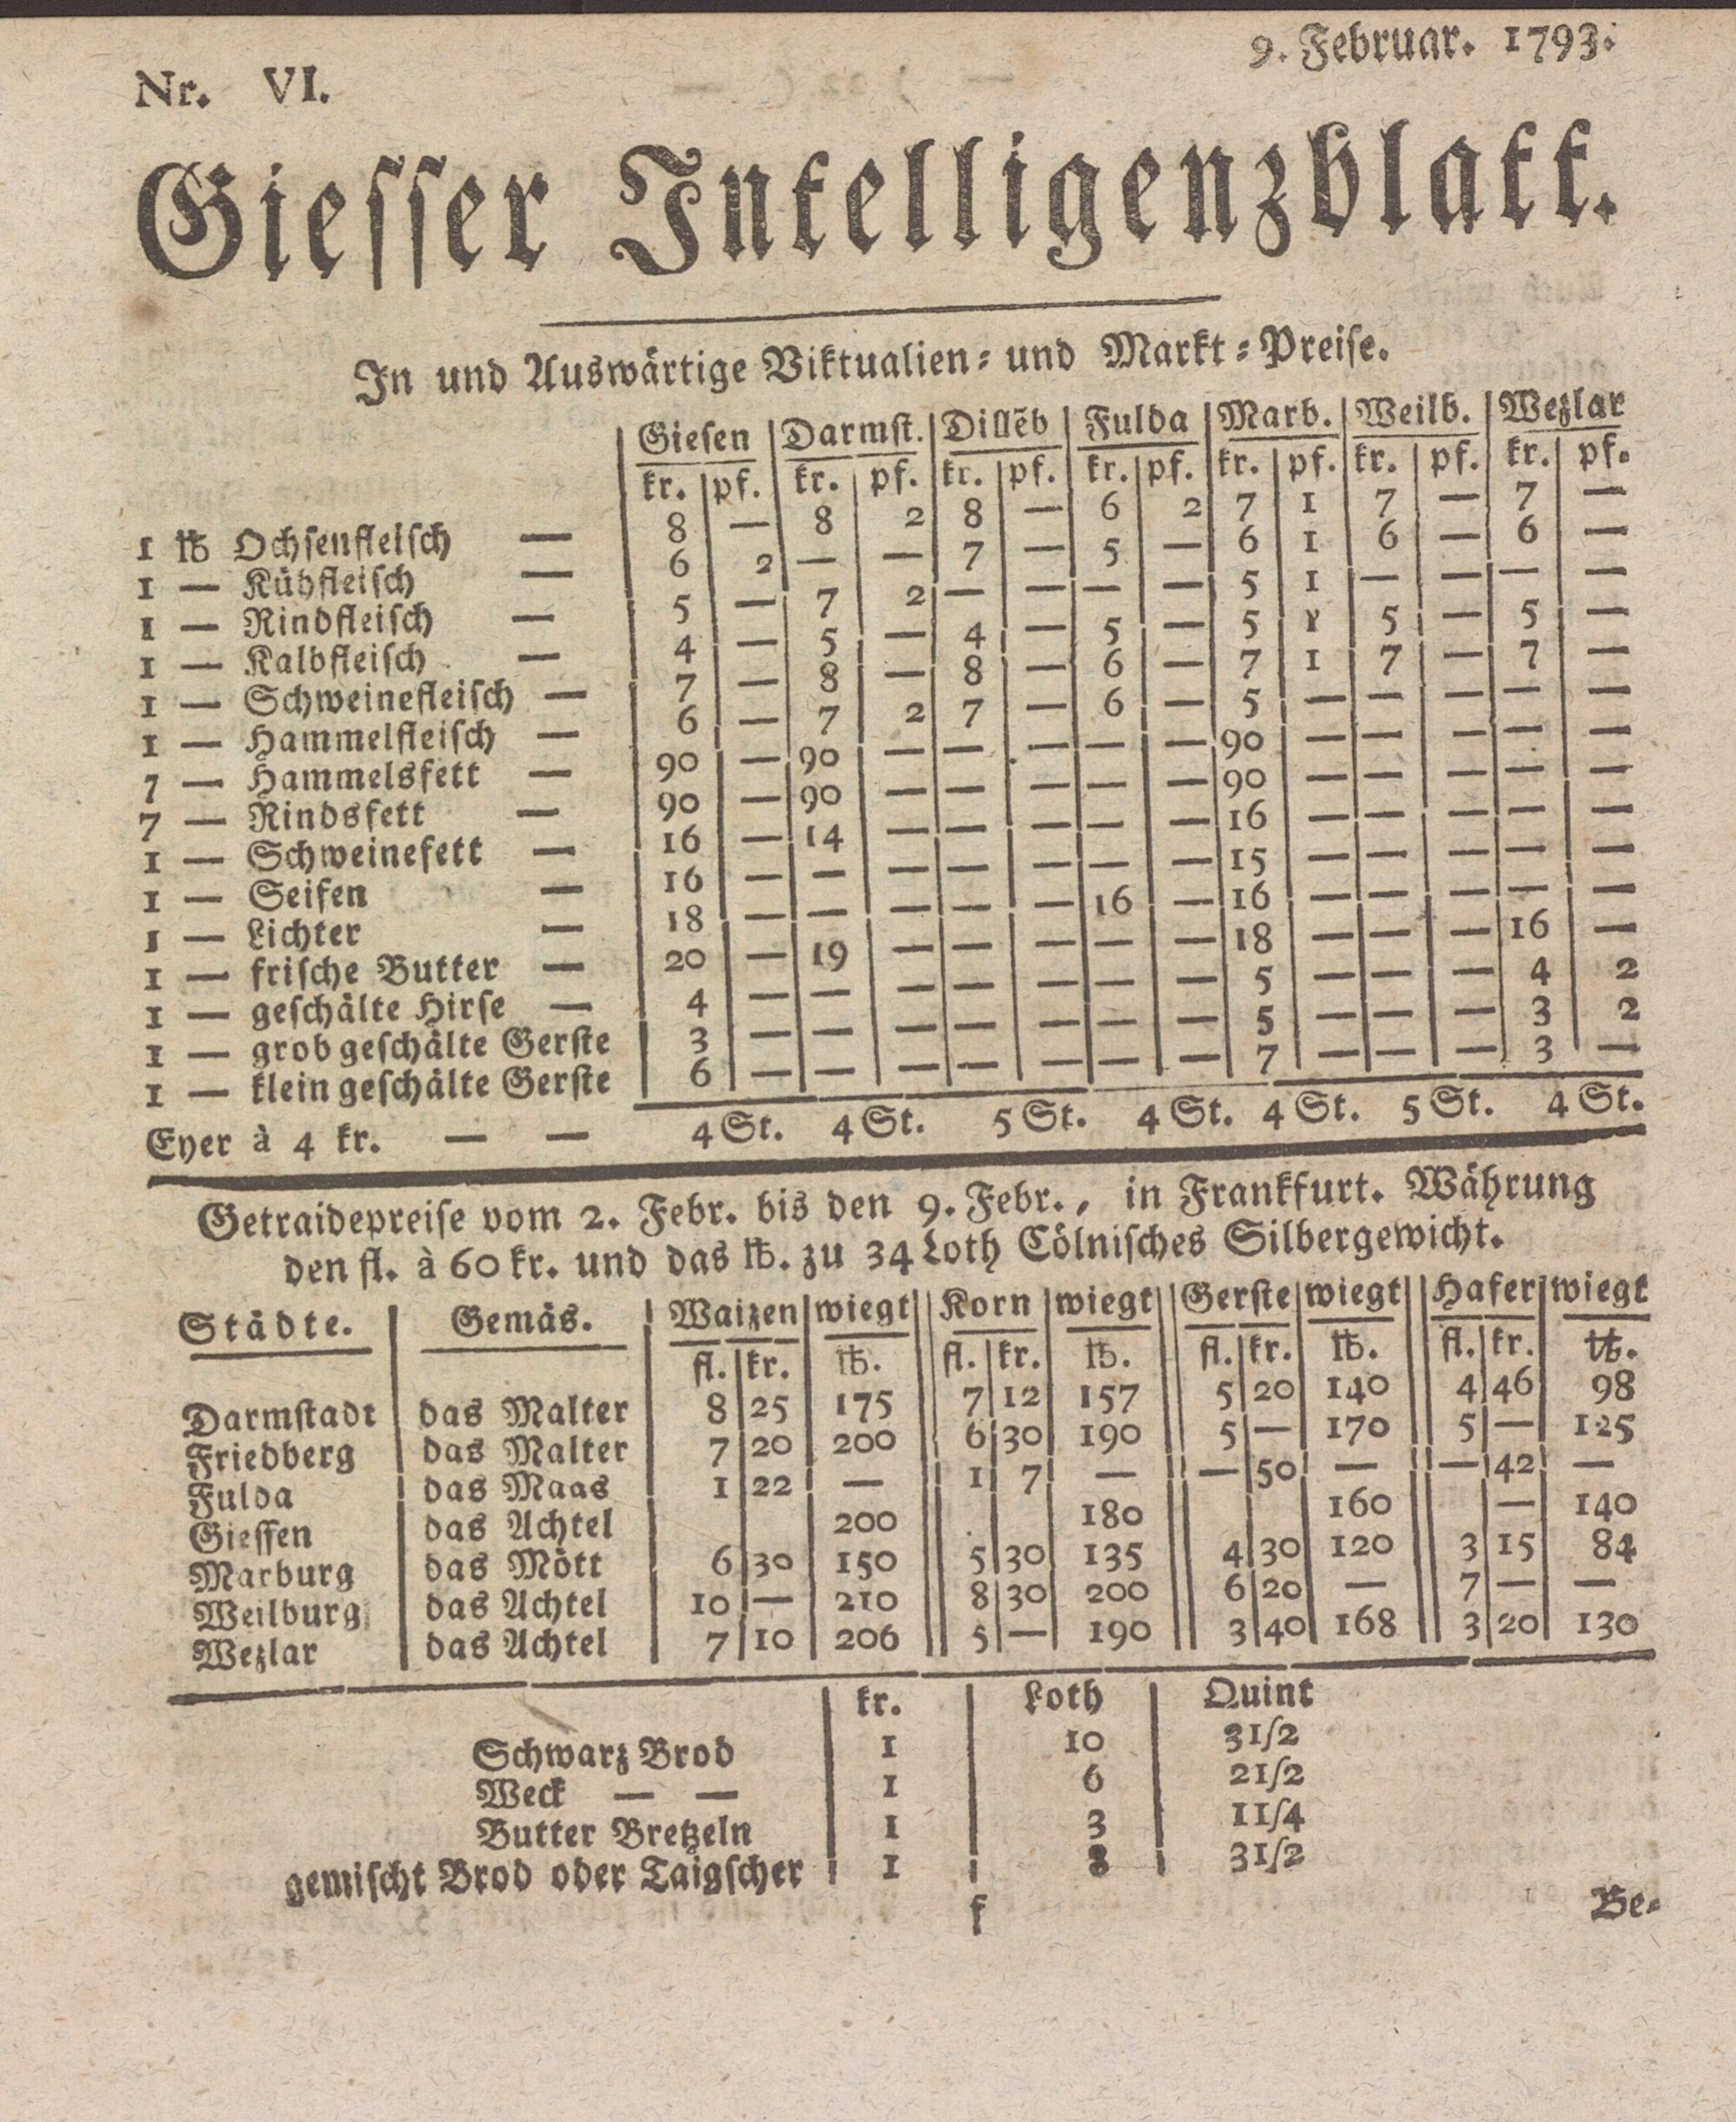 Nr. VI. 9. Februar. 1793.
Giesser Intelligenzblatt.
In und Auswärtige Viktualien= und Markt=Preise.
Giesen | Darmst. | Dillēb | Fulda | Marb. | Weilb. | Wezlar
kr. | pf. | kr. | pf. | kr. | pf. | kr. | pf. | kr. | pf. | kr. | pf. | kr. | pf.
1 ℔ Ochsenfleisch — 8 — 8 2 8 — 6 2 7 1 7 — 7 —
1 — Kühfleisch — 6 2 — — 7 — 5 — 6 1 6 — 6 —
1 — Rindfleisch — 5 — 7 2 — — — — 5 1 — — — —
1 — Kalbfleisch — 4 — 5 — 4 — 5 — 5 1 5 — 5 —
1 — Schweinefleisch — 7 — 8 — 8 — 6 — 7 1 7 — 7 —
1 — Hammelfleisch — 6 — 7 2 7 — 6 — 5 — — — — —
7 — Hammelsfett — 90 — 90 — — — — — 90 — — — — —
7 — Rindsfett — 90 — 90 — — — — — 90 — — — — —
1 — Schweinefett — 16 — 14 — — — — — 16 — — — — —
1 — Seifen — 16 — — — — — — — 15 — — — — —
1 — Lichter — 18 — — — — — 16 — 16 — — — — —
1 — frische Butter — 20 — 19 — — — — — 18 — — — 16 —
1 — geschälte Hirse — 4 — — — — — — — 5 — — — 4 2
1 — grob geschälte Gerste 3 — — — — — — — 5 — — — 3 2
1 — klein geschälte Gerste 6 — — — — — — — 7 — — — 3 —
Eyer à 4 kr. — — 4 St. 4 St. 5 St. 4 St. 4 St. 5 St. 4 St.
Getraidepreise vom 2. Febr. bis den 9. Febr., in Frankfurt. Währung
den fl. à 60 kr. und das ℔. zu 34 Loth Cölnisches Silbergewicht.
Städte. | Gemäs. | Waizen | wiegt || Korn | wiegt || Gerste | wiegt || Hafer | wiegt
fl. | kr. | ℔. || fl. | kr. | ℔. || fl. | kr. | ℔. || fl. | kr. | ℔.
Darmstadt | das Malter | 8 | 25 | 175 || 7 | 12 | 157 || 5 | 20 | 140 || 4 | 46 | 98
Friedberg | das Malter | 7 | 20 | 200 || 6 | 30 | 190 || 5 | — | 170 || 5 | — | 125
Fulda | das Maas | 1 | 22 | — || 1 | 7 | — || — | 50 | — || — | 42 | —
Giessen | das Achtel | 200 || 180 || 160 || — | 140
Marburg | das Mött | 6 | 30 | 150 || 5 | 30 | 135 || 4 | 30 | 120 || 3 | 15 | 84
Weilburg | das Achtel | 10 | — | 210 || 8 | 30 | 200 || 6 | 20 | — || 7 | — | —
Wezlar | das Achtel | 7 | 10 | 206 || 5 | — | 190 || 3 | 40 | 168 || 3 | 20 | 130
kr. | Loth | Quint
Schwarz Brod | 1 | 10 | 3 1/2
Weck — — | 1 | 6 | 2 1/2
Butter Bretzeln | 1 | 3 | 1 1/4
gemischt Brod oder Taigscher | 1 | 8 | 3 1/2
f Be=